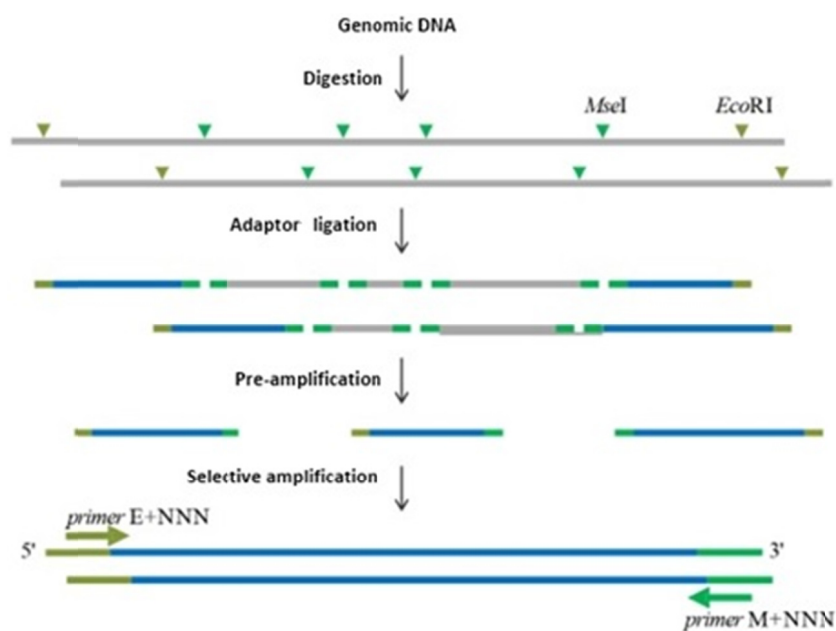 Genomic DNA
Digestion
MseI EcoRI
Adaptor ligation
Pre-amplification
Selective amplification
primer E+NNN
5' 3'
primer M+NNN